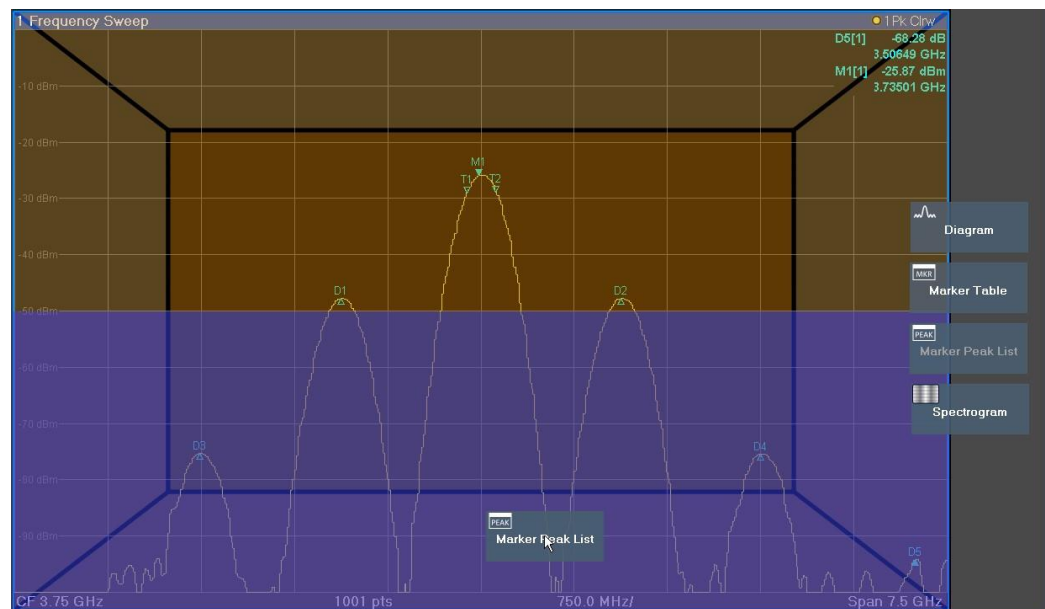 1 Frequency Sweep
1Pk Clrw
D5[1] -68.28 dB
3.50649 GHz
M1[1] -25.87 dBm
3.73501 GHz
-10 dBm
-20 dBm
M1
T1 T2
-30 dBm
Diagram
-40 dBm
MKR
Marker Table
D1 D2
-50 dBm
PEAK
Marker Peak List
-60 dBm
Spectrogram
-70 dBm
D3 D4
-80 dBm
PEAK
Marker Peak List
-90 dBm
D5
CF 3.75 GHz 1001 pts 750.0 MHz/ Span 7.5 GHz